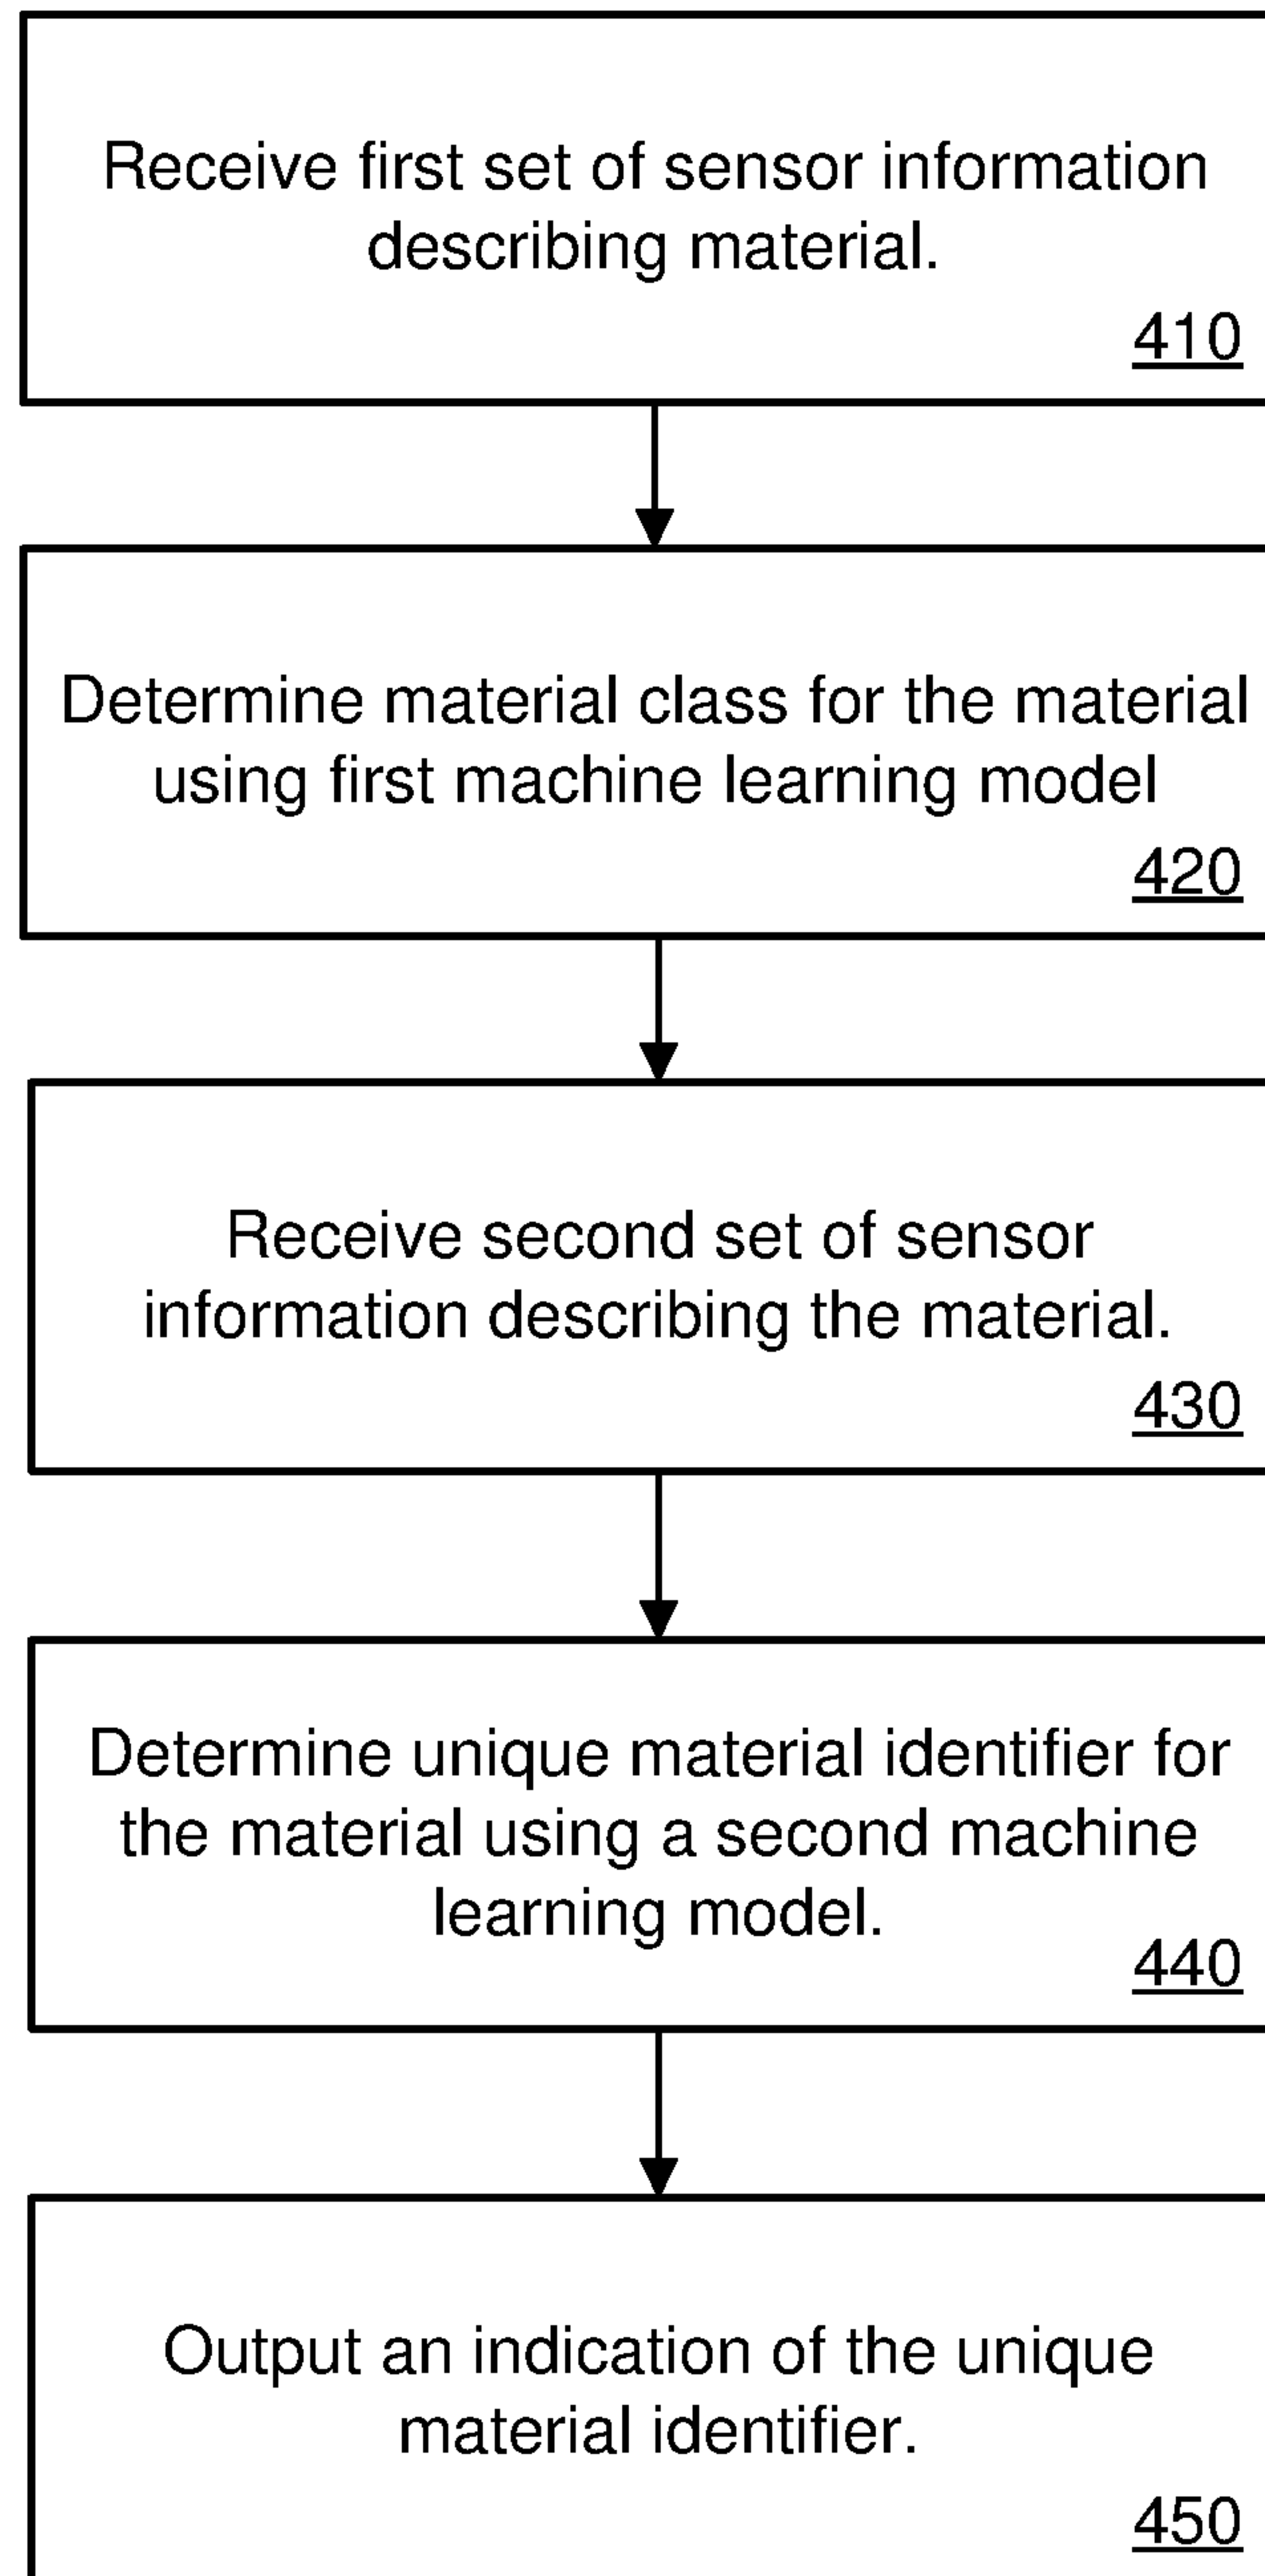 Receive first set of sensor information
describing material.
410
Determine material class for the material
using first machine learning model
420
Receive second set of sensor
information describing the material.
430
Determine unique material identifier for
the material using a second machine
learning model.
440
Output an indication of the unique
material identifier.
450